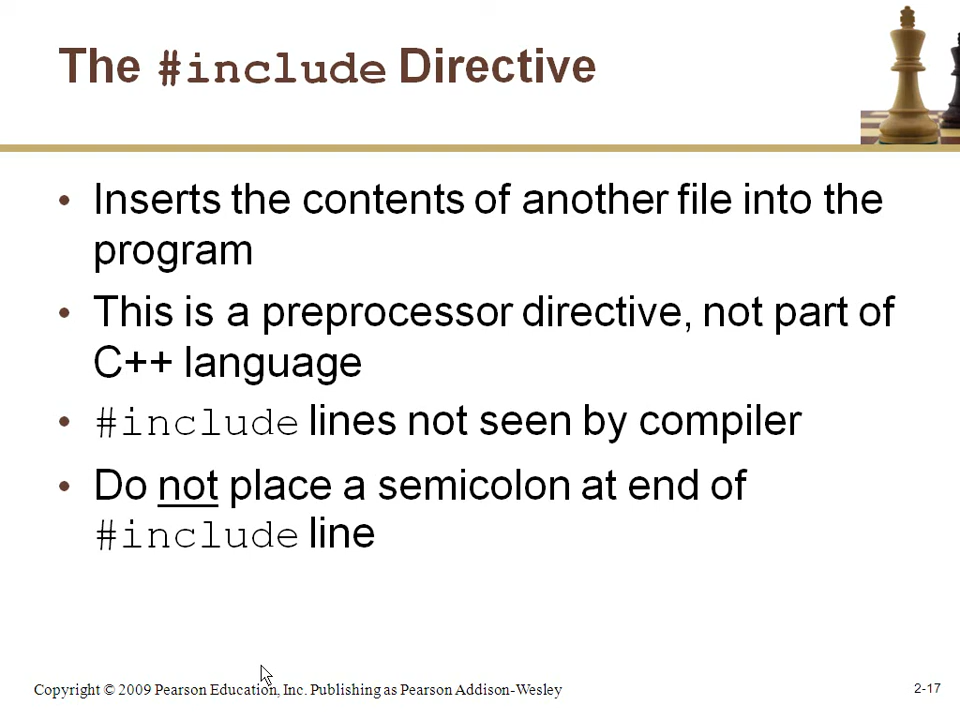 The #include Directive
• Inserts the contents of another file into the
program
• This is a preprocessor directive, not part of
C++ language
• #include lines not seen by compiler
• Do not place a semicolon at end of
#include line
Copyright © 2009 Pearson Education, Inc. Publishing as Pearson Addison-Wesley
2-17